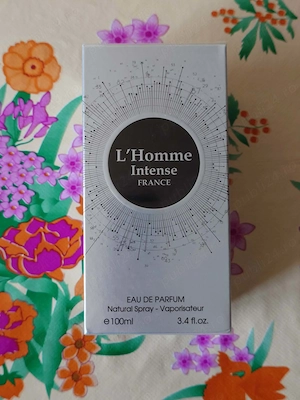 L'Homme
Intense
FRANCE
EAU DE PARFUM
Natural Spray - Vaporisateur
℮100ml 3.4 fl.oz.